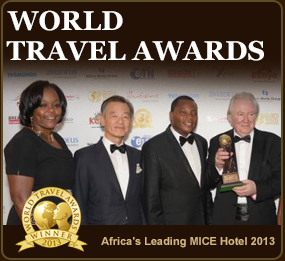 WORLD
TRAVEL AWARDS
WORLD TRAVEL AWARDS
WINNER
2013
Africa's Leading MICE Hotel 2013